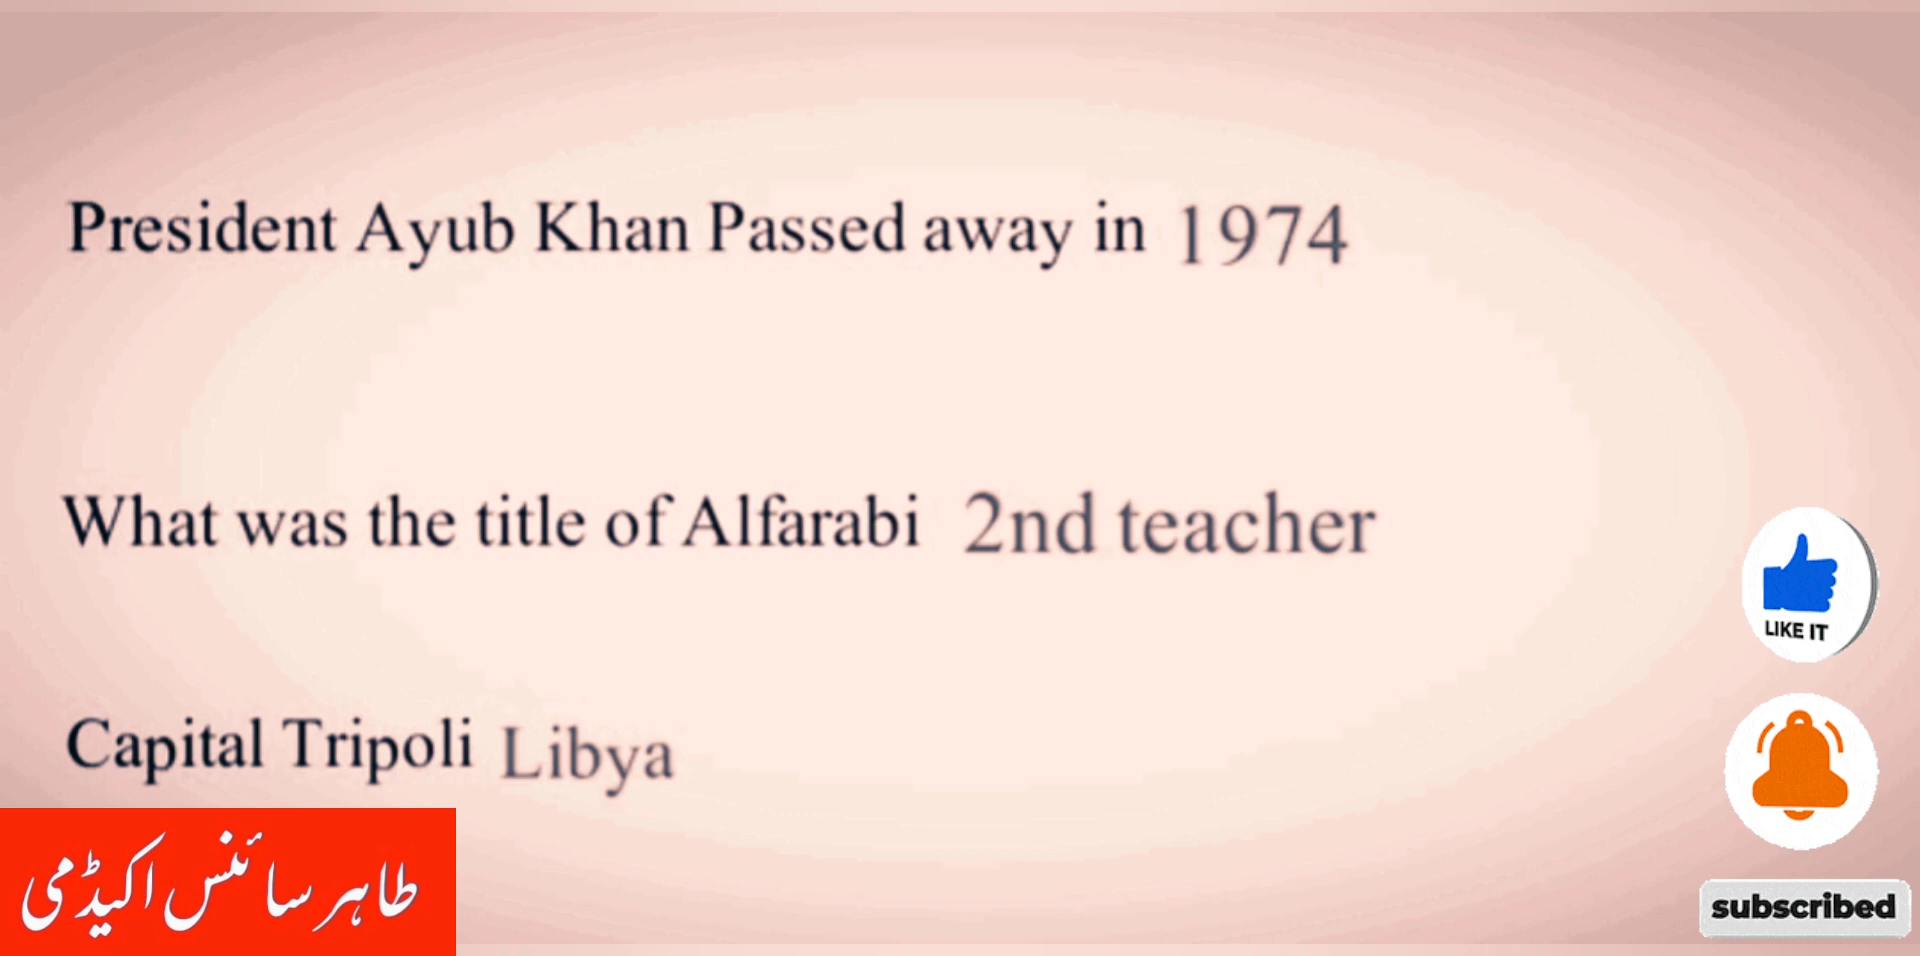 President Ayub Khan Passed away in 1974
What was the title of Alfarabi 2nd teacher
LIKE IT
Capital Tripoli Libya
طاہر سائنس اکیڈمی
subscribed